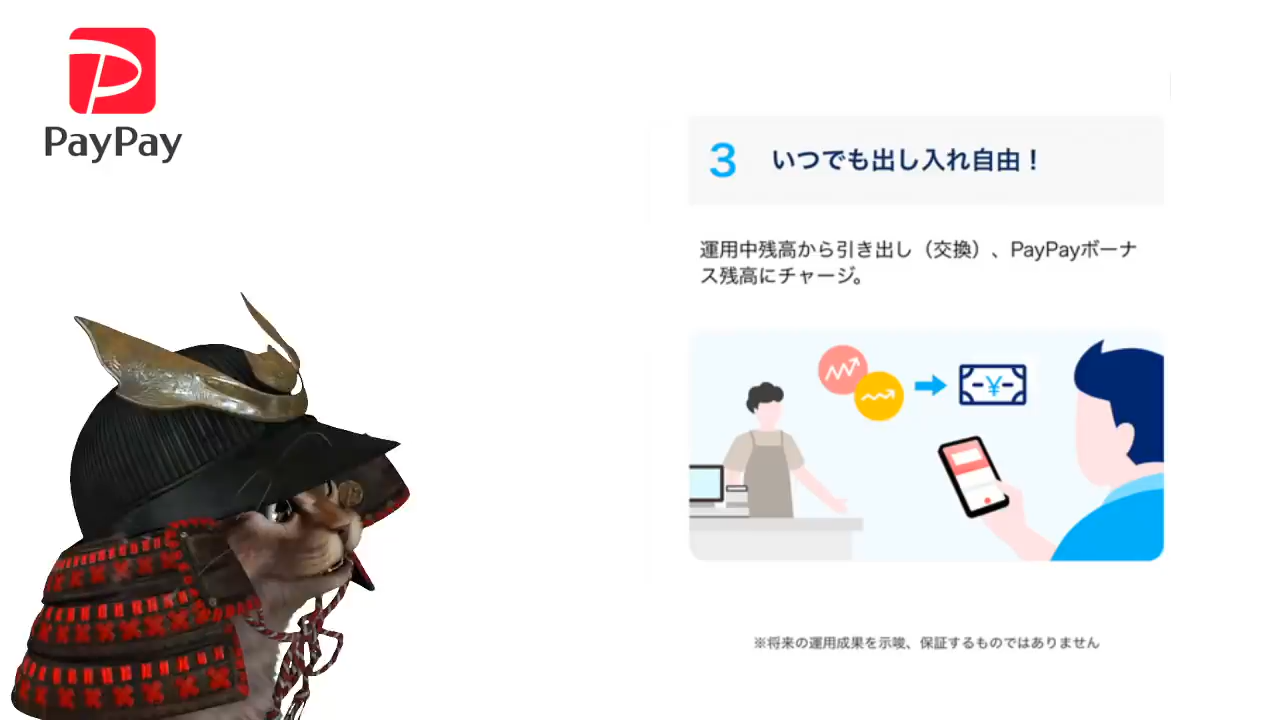 PayPay
3 いつでも出し入れ自由！
運用中残高から引き出し（交換）、PayPayボーナ
ス残高にチャージ。
¥
※将来の運用成果を示唆、保証するものではありません